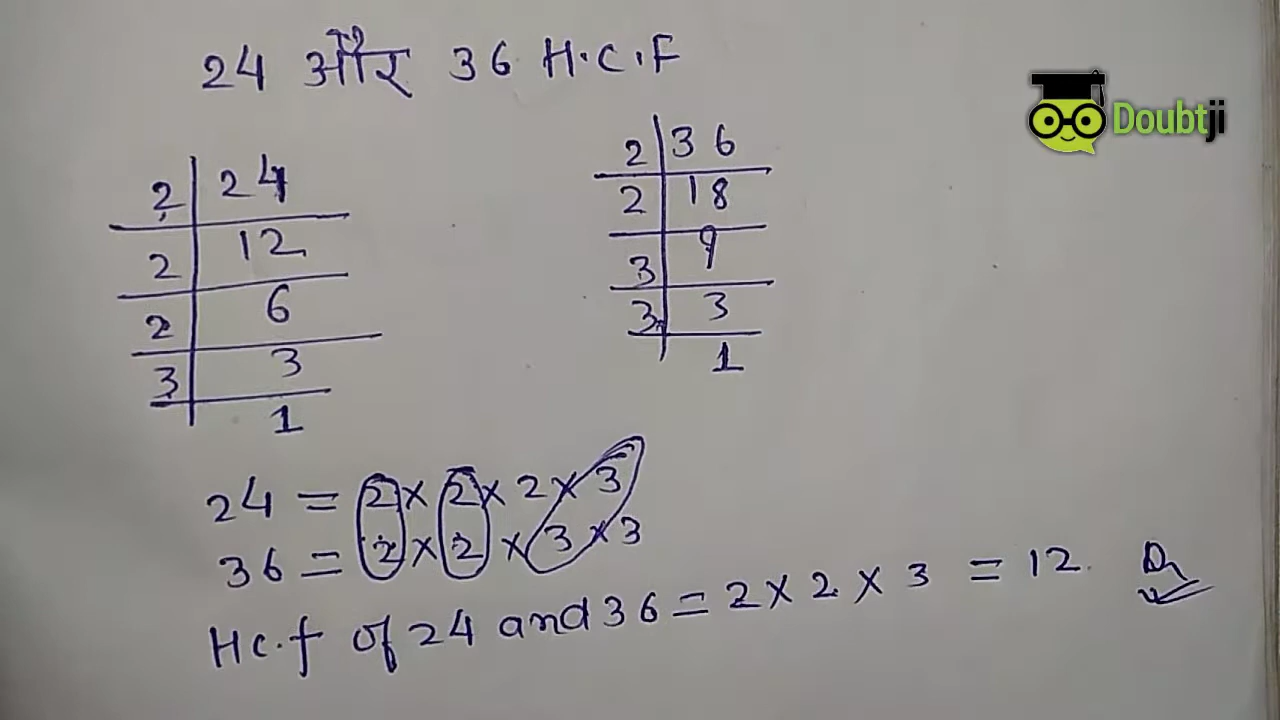 24 और 36 H.C.F
Doubtji
2 24
2 12
2 6
3 3
1
2 36
2 18
3 9
3 3
1
24 = 2 × 2 × 2 × 3
36 = 2 × 2 × 3 × 3
Hc.f of 24 and 36 = 2 × 2 × 3 = 12